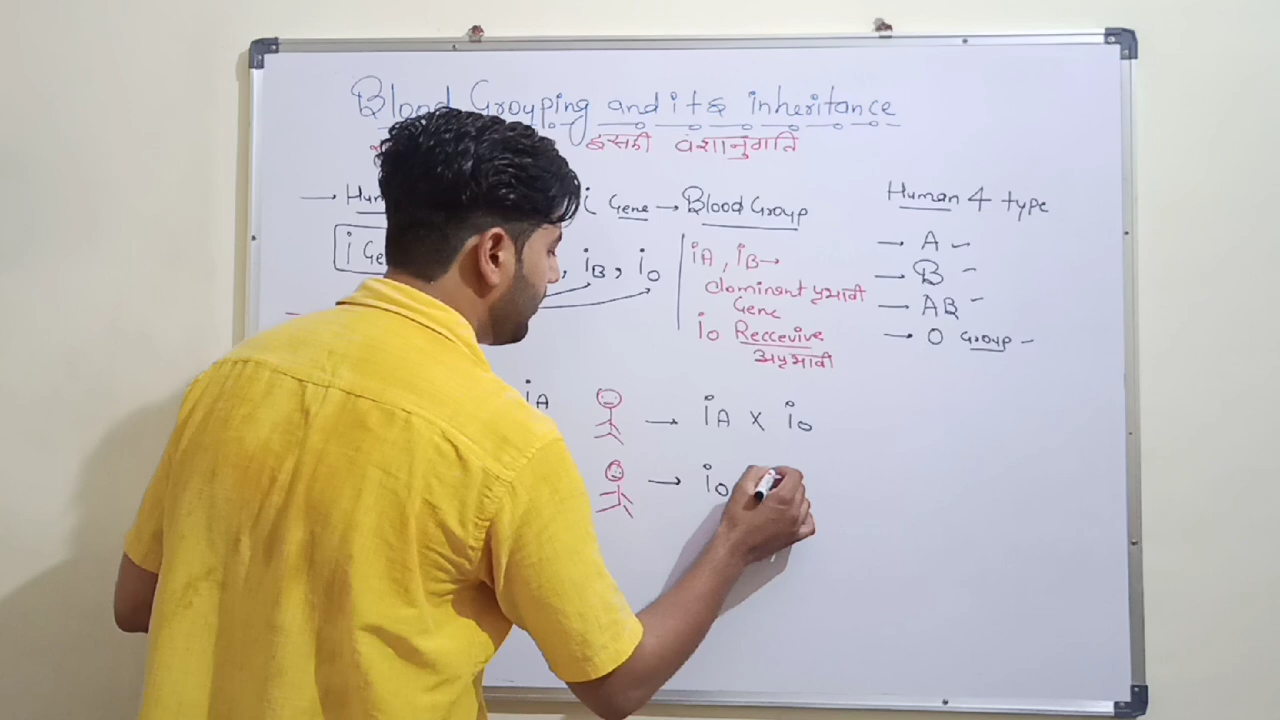 Blood Grouping and its inheritance
इसकी वंशानुगति
→ Hum
i Gene → Blood Group
i Ge
, iB, iO
iA, iB →
dominant प्रभावी
Gene
iO Reccevive
अप्रभावी
Human 4 type
→ A -
→ B -
→ AB -
→ O Group -
iA
→ iA x iO
→ iO